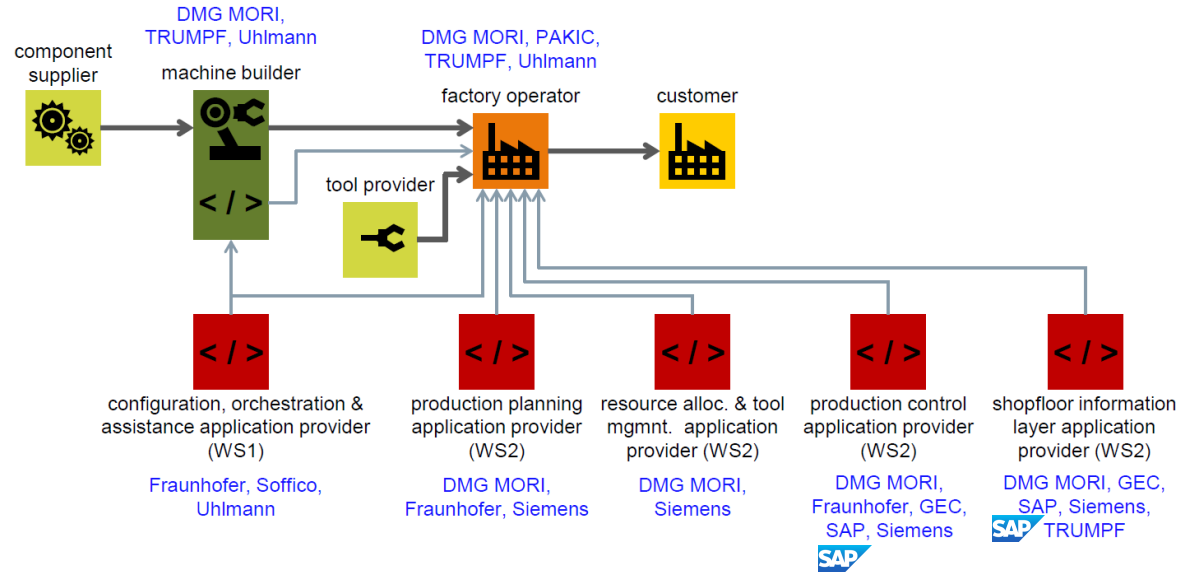 DMG MORI,
TRUMPF, Uhlmann
component
supplier
machine builder
DMG MORI, PAKIC,
TRUMPF, Uhlmann
factory operator
customer
tool provider
< / >
< / >
< / >
< / >
< / >
< / >
configuration, orchestration &
assistance application provider
(WS1)
Fraunhofer, Soffico,
Uhlmann
production planning
application provider
(WS2)
DMG MORI,
Fraunhofer, Siemens
resource alloc. & tool
mgmnt. application
provider (WS2)
DMG MORI,
Siemens
production control
application provider
(WS2)
DMG MORI,
Fraunhofer, GEC,
SAP, Siemens
SAP
shopfloor information
layer application
provider (WS2)
DMG MORI, GEC,
SAP, Siemens,
SAP TRUMPF